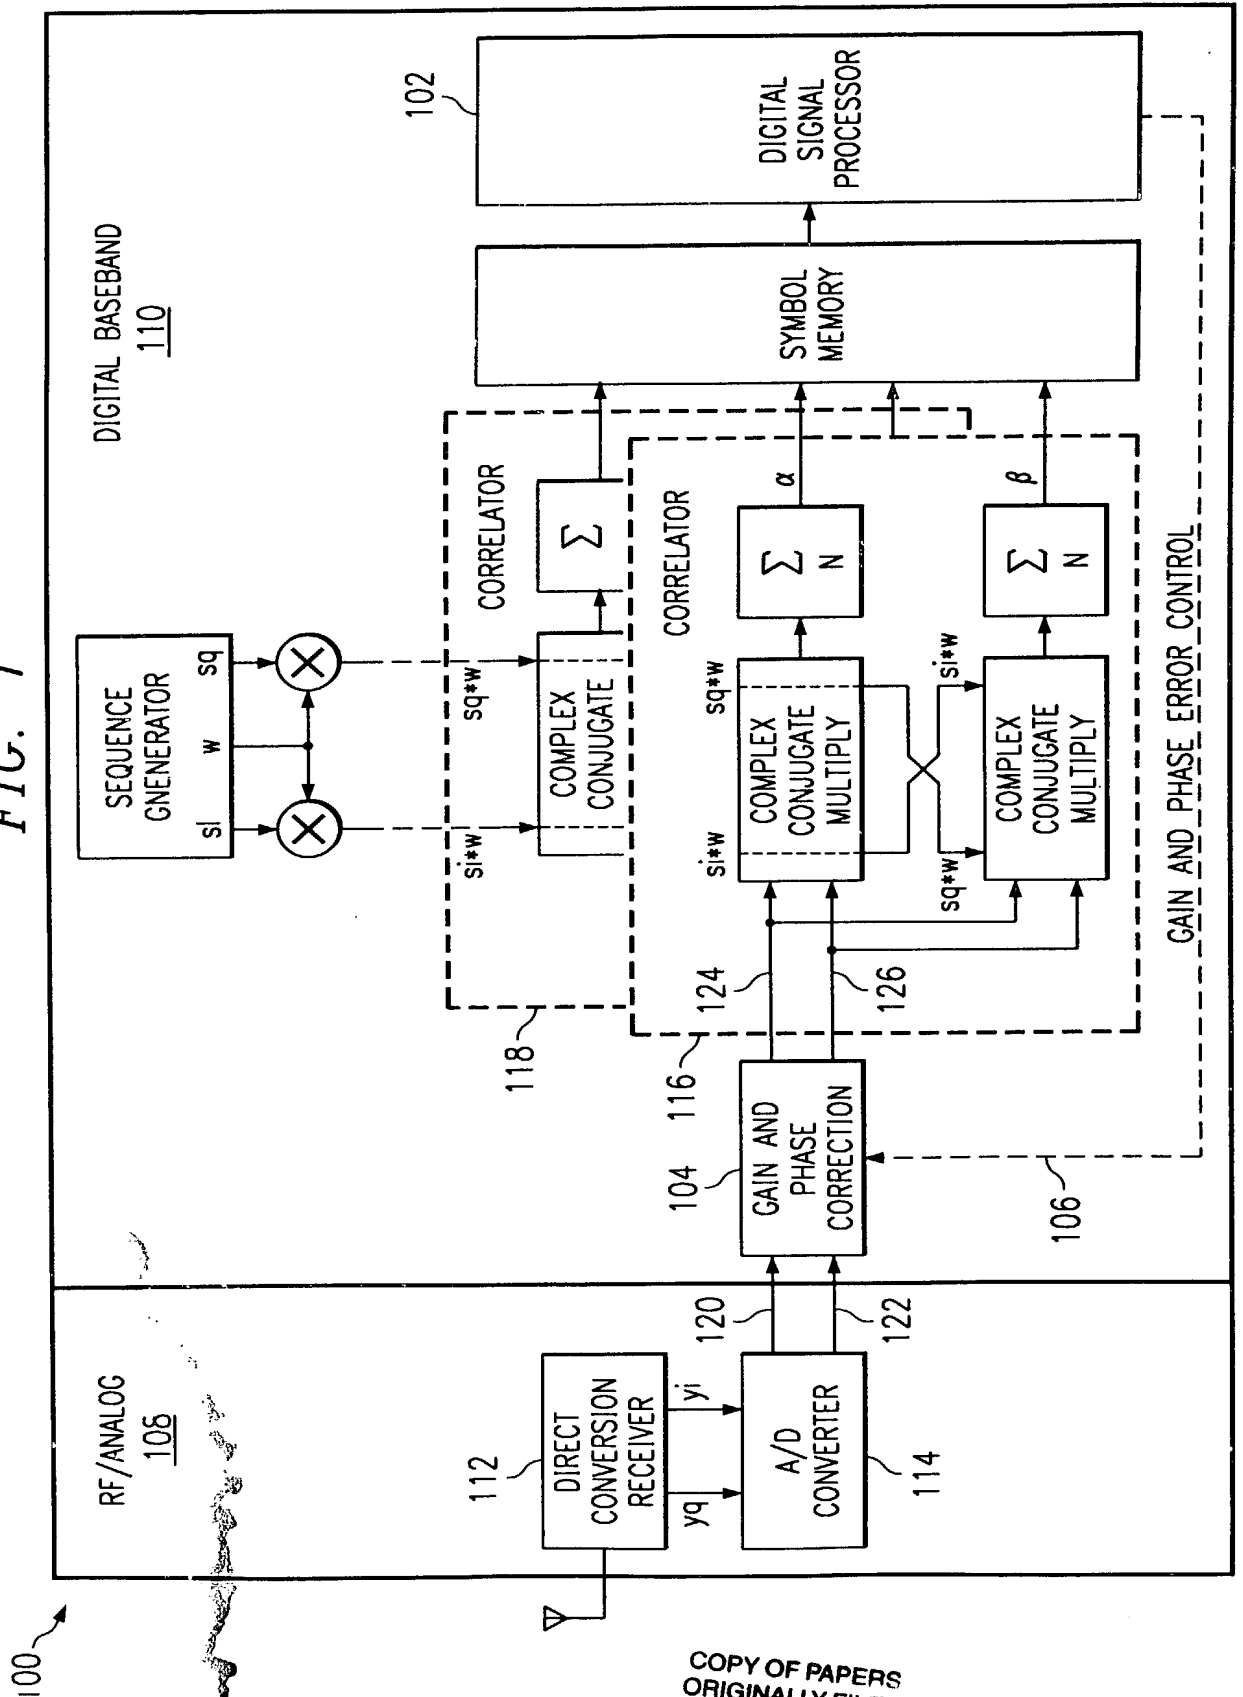 FIG. 1
100
RF/ANALOG
108
DIGITAL BASEBAND
110
SEQUENCE
GNENERATOR
sI
w
sq
112
DIRECT
CONVERSION
RECEIVER
yq
yi
A/D
CONVERTER
114
120
122
104
GAIN AND
PHASE
CORRECTION
106
118
CORRELATOR
si*w
sq*w
COMPLEX
CONJUGATE
Σ
116
CORRELATOR
124
126
si*w
sq*w
COMPLEX
CONJUGATE
MULTIPLY
Σ
N
α
sq*w
si*w
COMPLEX
CONJUGATE
MULTIPLY
Σ
N
β
SYMBOL
MEMORY
102
DIGITAL
SIGNAL
PROCESSOR
GAIN AND PHASE ERROR CONTROL
COPY OF PAPERS